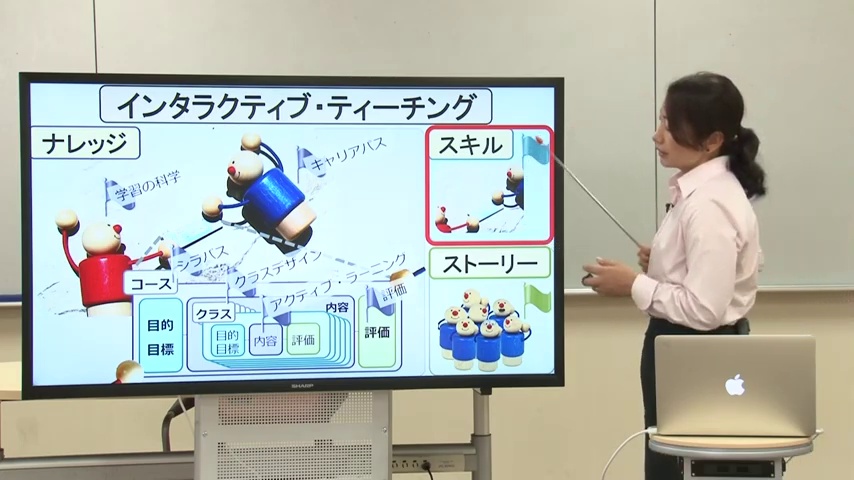 インタラクティブ・ティーチング
ナレッジ
スキル
学習の科学
キャリアパス
シラバス
クラスデザイン
アクティブ・ラーニング
評価
ストーリー
コース
目的
目標
クラス
内容
目的
目標
内容
評価
評価
SHARP